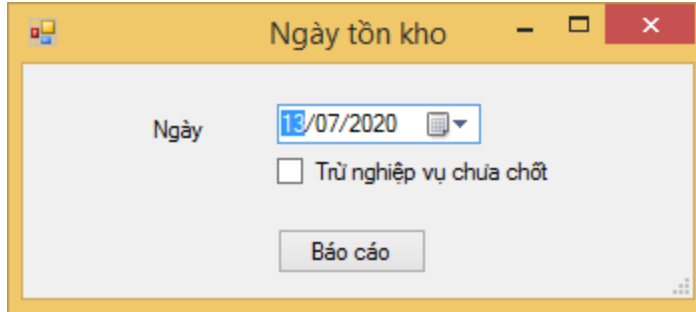 Ngày tồn kho
Ngày 13/07/2020
Trừ nghiệp vụ chưa chốt
Báo cáo